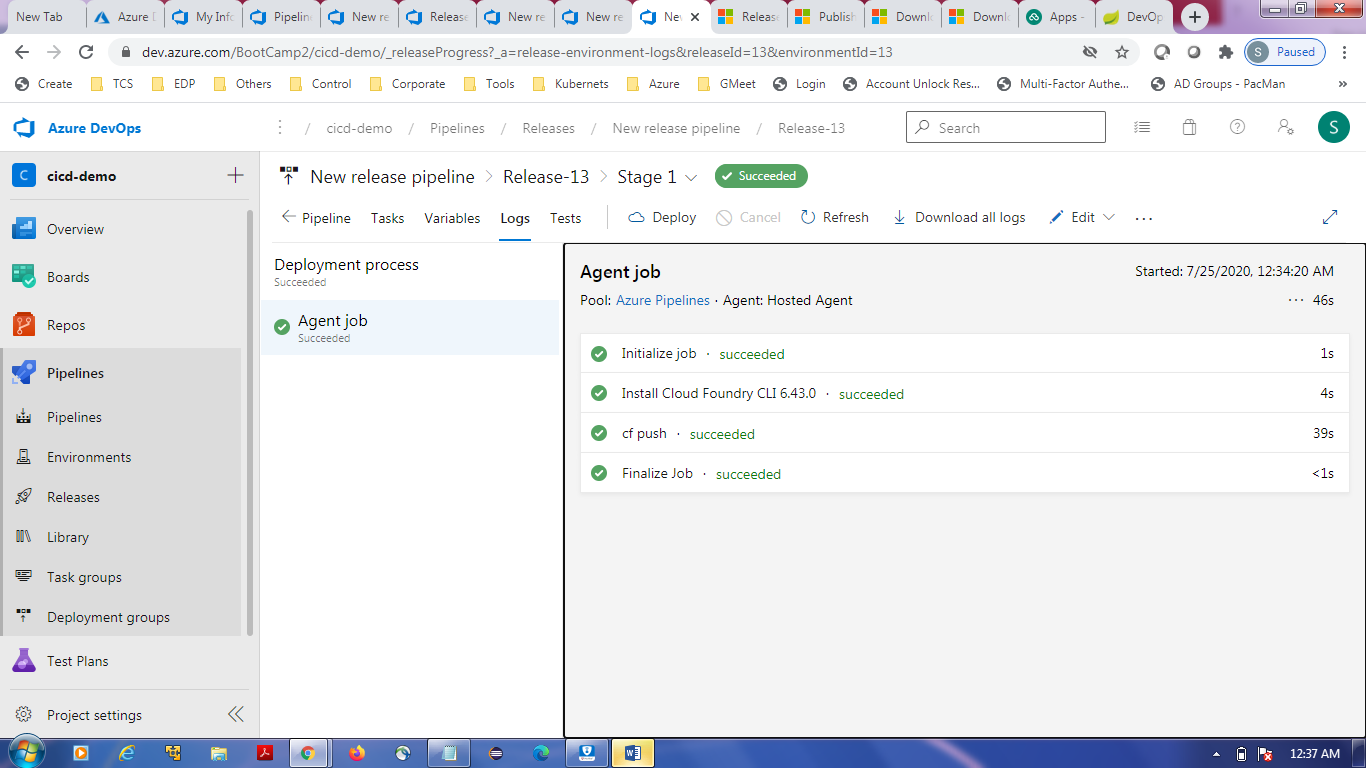 New Tab
Azure D
My Info
Pipelin
New re
Release
New re
New re
Nev
Release
Publish
Downlo
Downlo
Apps -
DevOp
dev.azure.com/BootCamp2/cicd-demo/_releaseProgress?_a=release-environment-logs&releaseId=13&environmentId=13
S Paused
Create TCS EDP Others Control Corporate Tools Kubernets Azure GMeet Login Account Unlock Res... Multi-Factor Authe... AD Groups - PacMan »
Azure DevOps
/ cicd-demo / Pipelines / Releases / New release pipeline / Release-13
Search
S
C cicd-demo
Overview
Boards
Repos
Pipelines
Pipelines
Environments
Releases
Library
Task groups
Deployment groups
Test Plans
Project settings
New release pipeline > Release-13 > Stage 1 Succeeded
Pipeline Tasks Variables Logs Tests Deploy Cancel Refresh Download all logs Edit ...
Deployment process
Succeeded
Agent job
Succeeded
Agent job
Started: 7/25/2020, 12:34:20 AM
Pool: Azure Pipelines · Agent: Hosted Agent
... 46s
Initialize job · succeeded 1s
Install Cloud Foundry CLI 6.43.0 · succeeded 4s
cf push · succeeded 39s
Finalize Job · succeeded <1s
12:37 AM